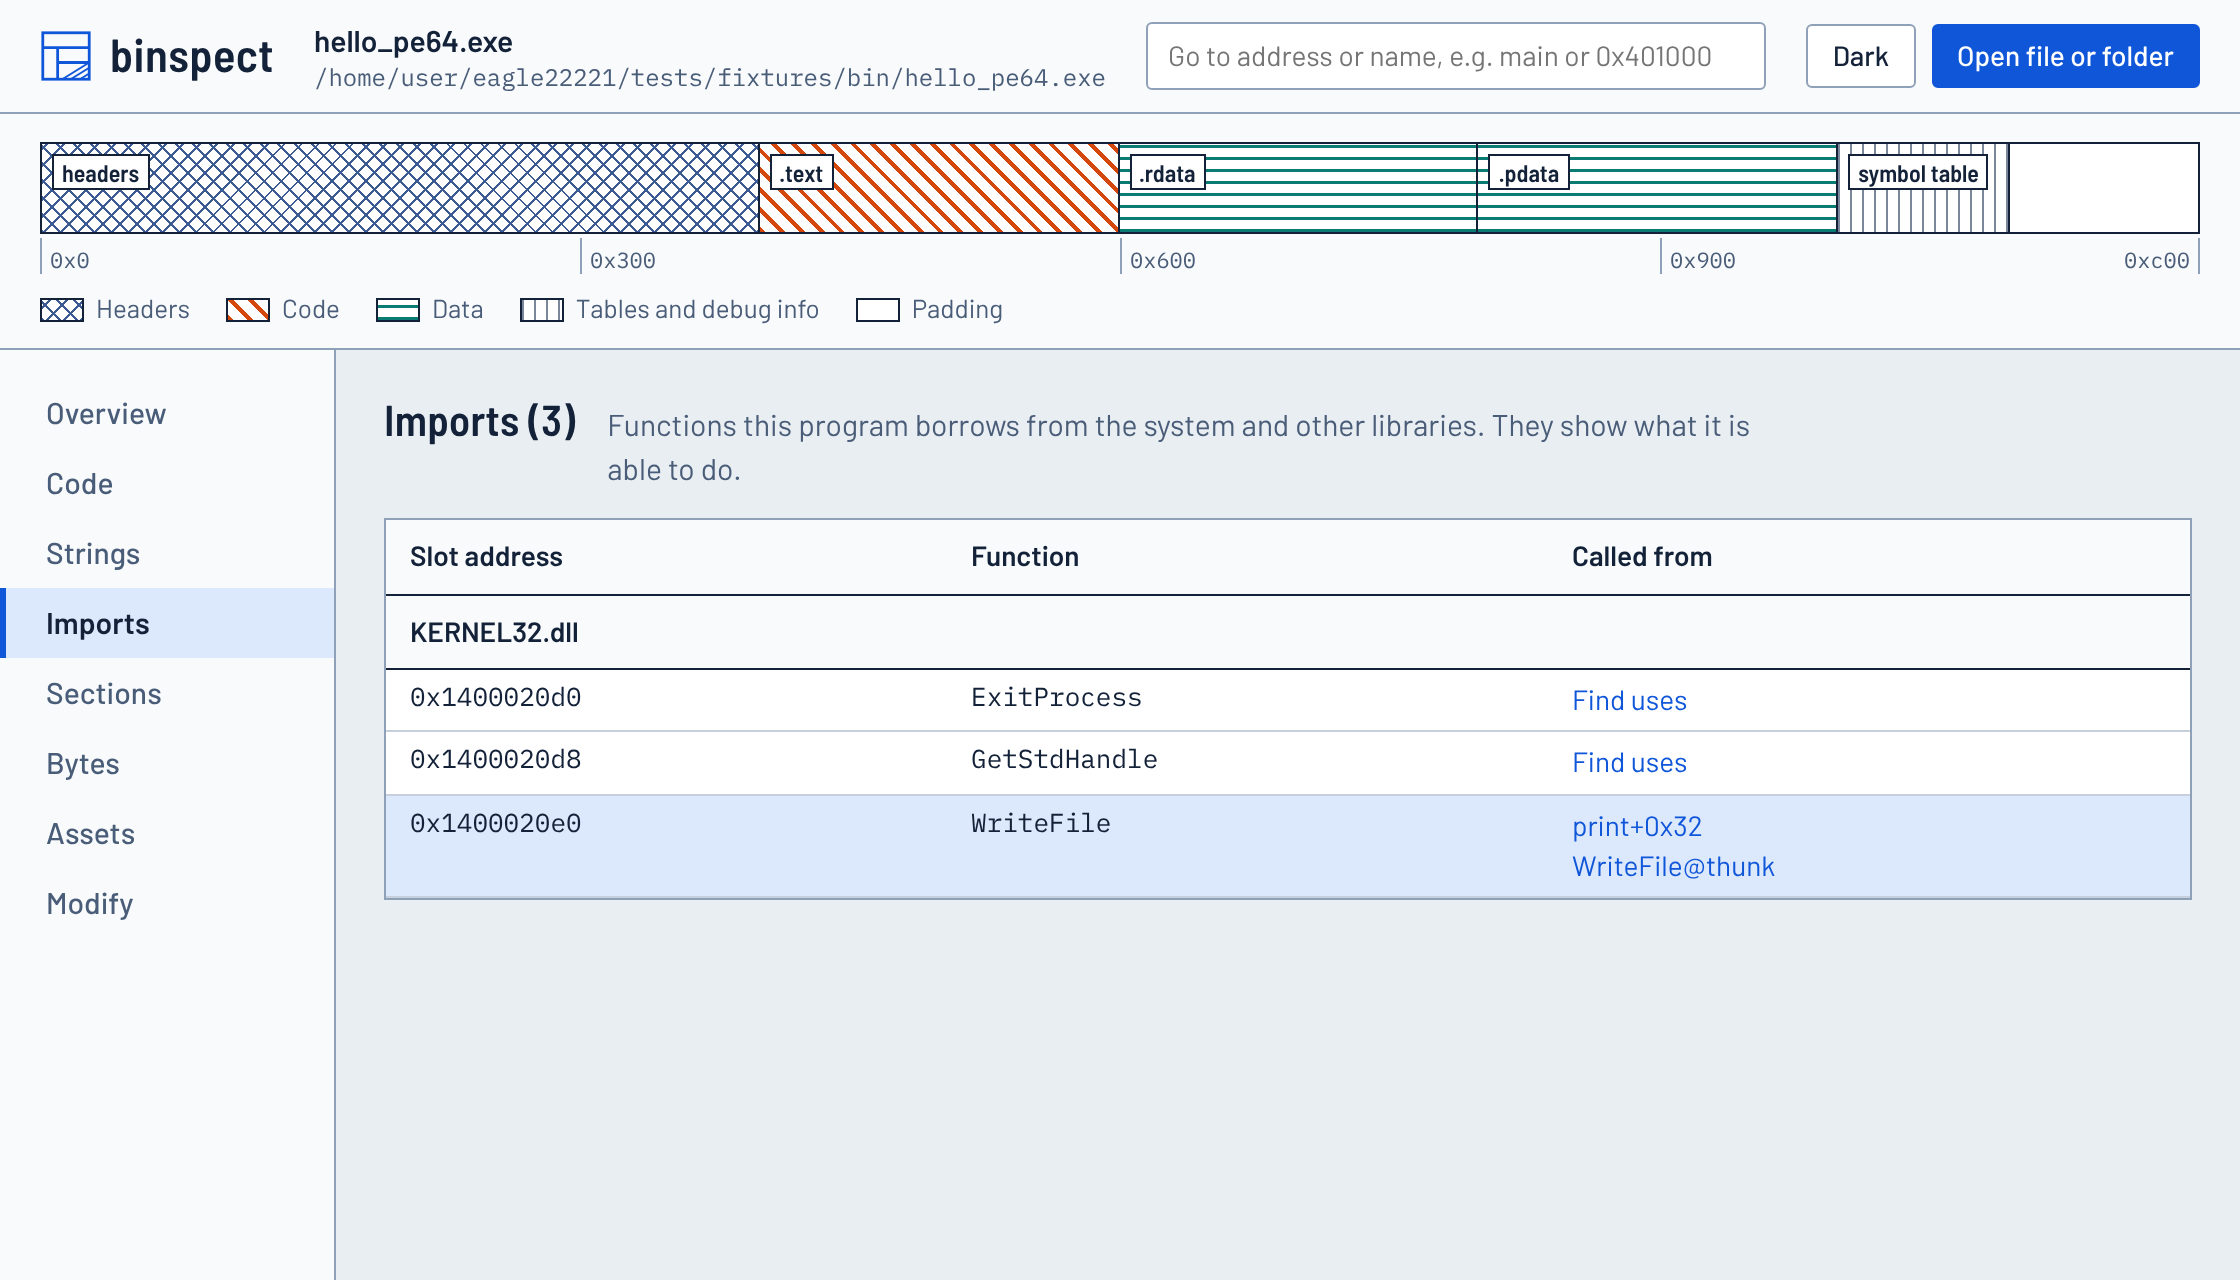 binspect
hello_pe64.exe
/home/user/eagle22221/tests/fixtures/bin/hello_pe64.exe
Go to address or name, e.g. main or 0x401000
Dark
Open file or folder
headers
.text
.rdata
.pdata
symbol table
0x0
0x300
0x600
0x900
0xc00
Headers
Code
Data
Tables and debug info
Padding
Overview
Code
Strings
Imports
Sections
Bytes
Assets
Modify
Imports (3)
Functions this program borrows from the system and other libraries. They show what it is
able to do.
Slot address Function Called from
KERNEL32.dll
0x1400020d0 ExitProcess Find uses
0x1400020d8 GetStdHandle Find uses
0x1400020e0 WriteFile print+0x32
WriteFile@thunk